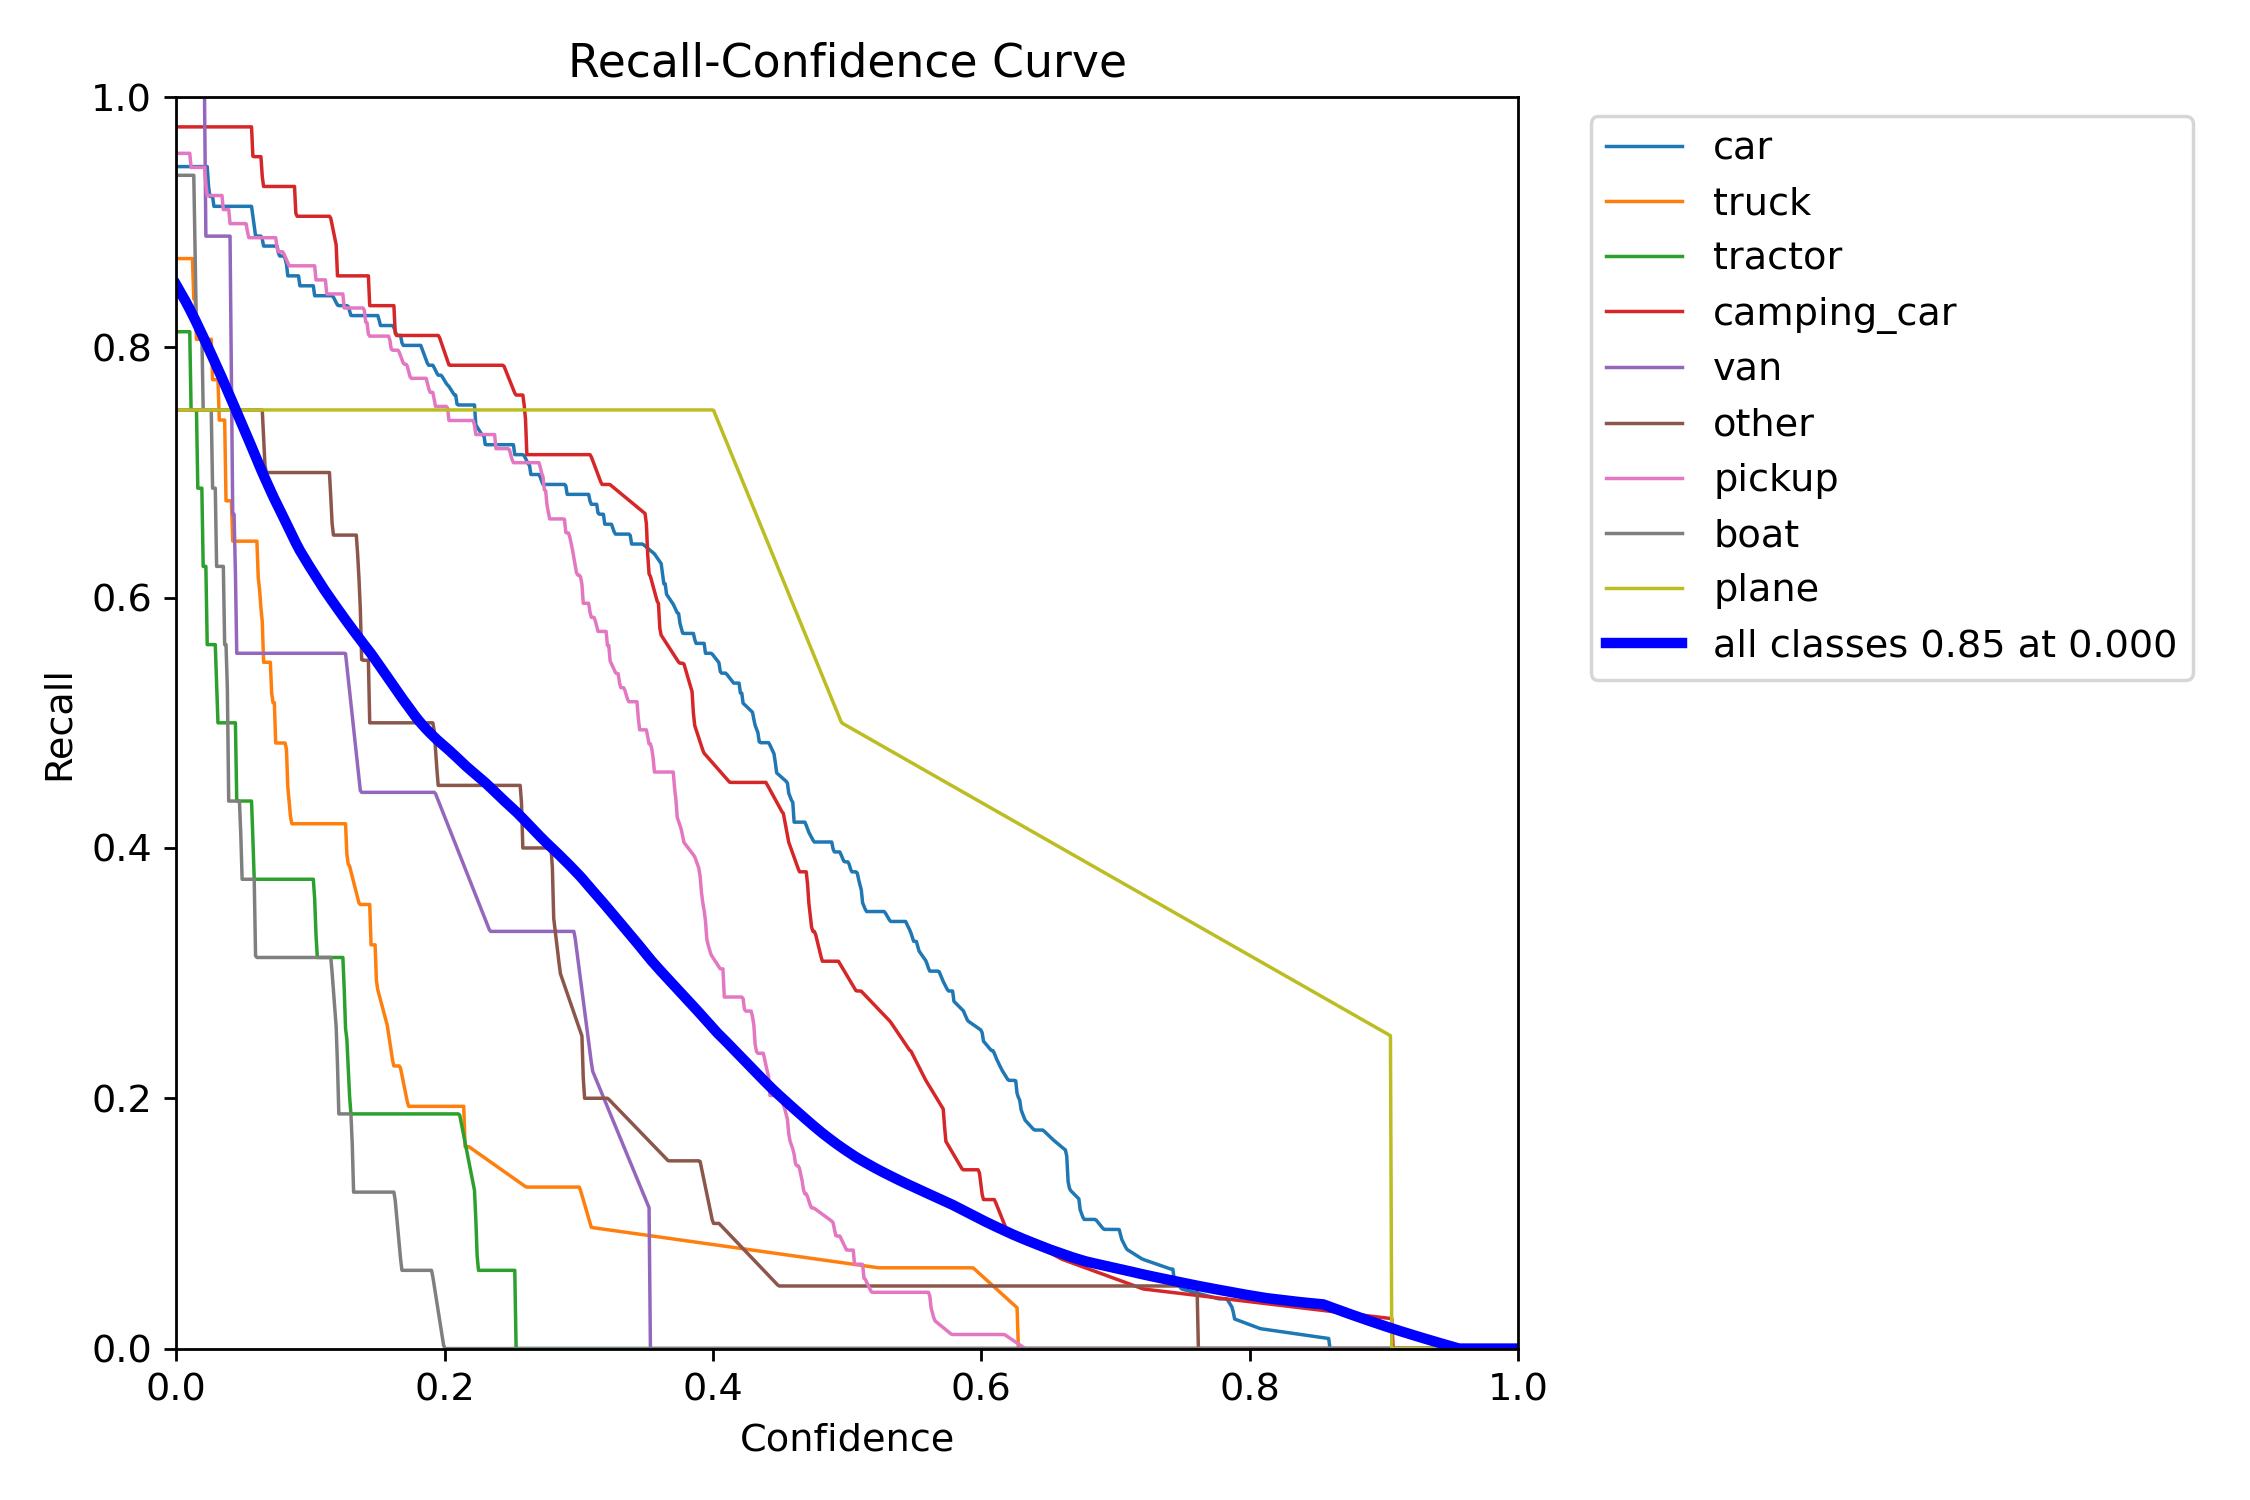 Recall-Confidence Curve
1.0
0.8
0.6
0.4
0.2
0.0
Recall
0.0 0.2 0.4 0.6 0.8 1.0
Confidence
car
truck
tractor
camping_car
van
other
pickup
boat
plane
all classes 0.85 at 0.000